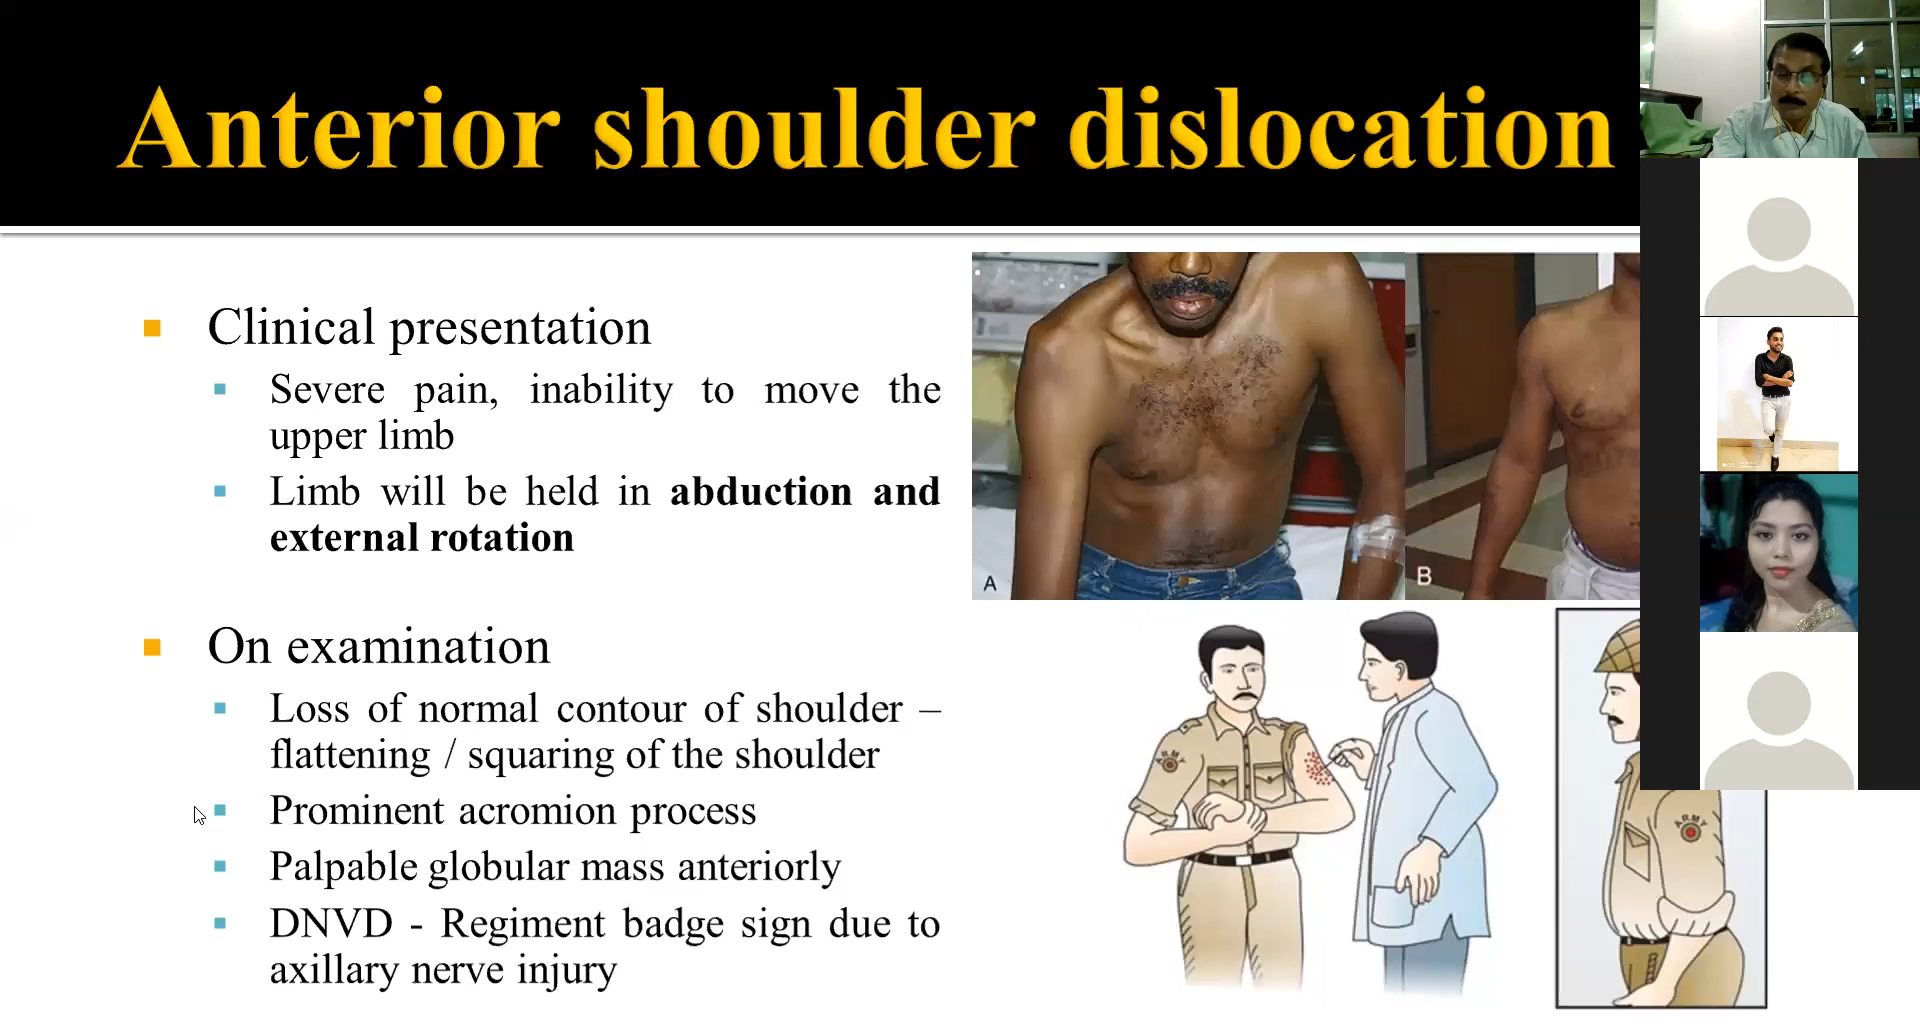 Anterior shoulder dislocation
Clinical presentation
Severe pain, inability to move the
upper limb
Limb will be held in abduction and
external rotation
On examination
Loss of normal contour of shoulder –
flattening / squaring of the shoulder
Prominent acromion process
Palpable globular mass anteriorly
DNVD - Regiment badge sign due to
axillary nerve injury
A
B
ARMY
ARMY